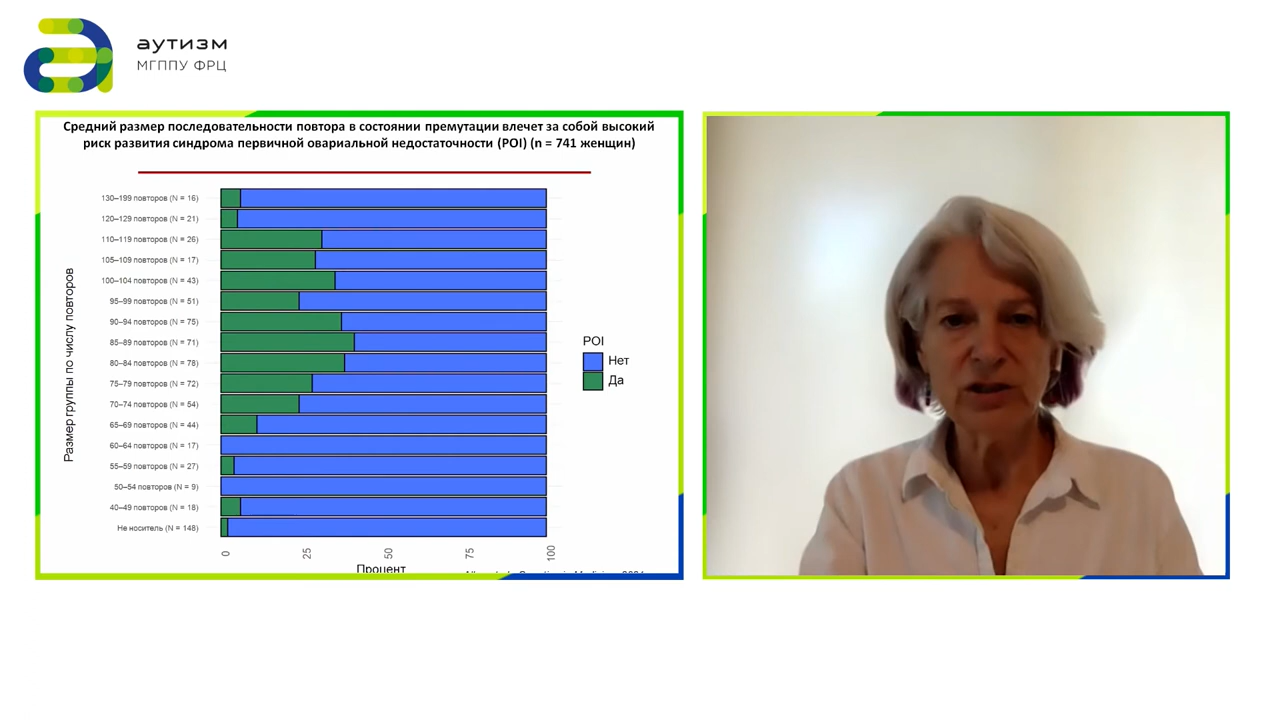 аутизм
МГППУ ФРЦ
Средний размер последовательности повтора в состоянии премутации влечет за собой высокий
риск развития синдрома первичной овариальной недостаточности (POI) (n = 741 женщин)
Размер группы по числу повторов
130–199 повторов (N = 16)
120–129 повторов (N = 21)
110–119 повторов (N = 26)
105–109 повторов (N = 17)
100–104 повторов (N = 43)
95–99 повторов (N = 51)
90–94 повторов (N = 75)
85–89 повторов (N = 71)
80–84 повторов (N = 78)
75–79 повторов (N = 72)
70–74 повторов (N = 54)
65–69 повторов (N = 44)
60–64 повторов (N = 17)
55–59 повторов (N = 27)
50–54 повторов (N = 9)
40–49 повторов (N = 18)
Не носитель (N = 148)
0 25 50 75 100
Процент
POI
Нет
Да